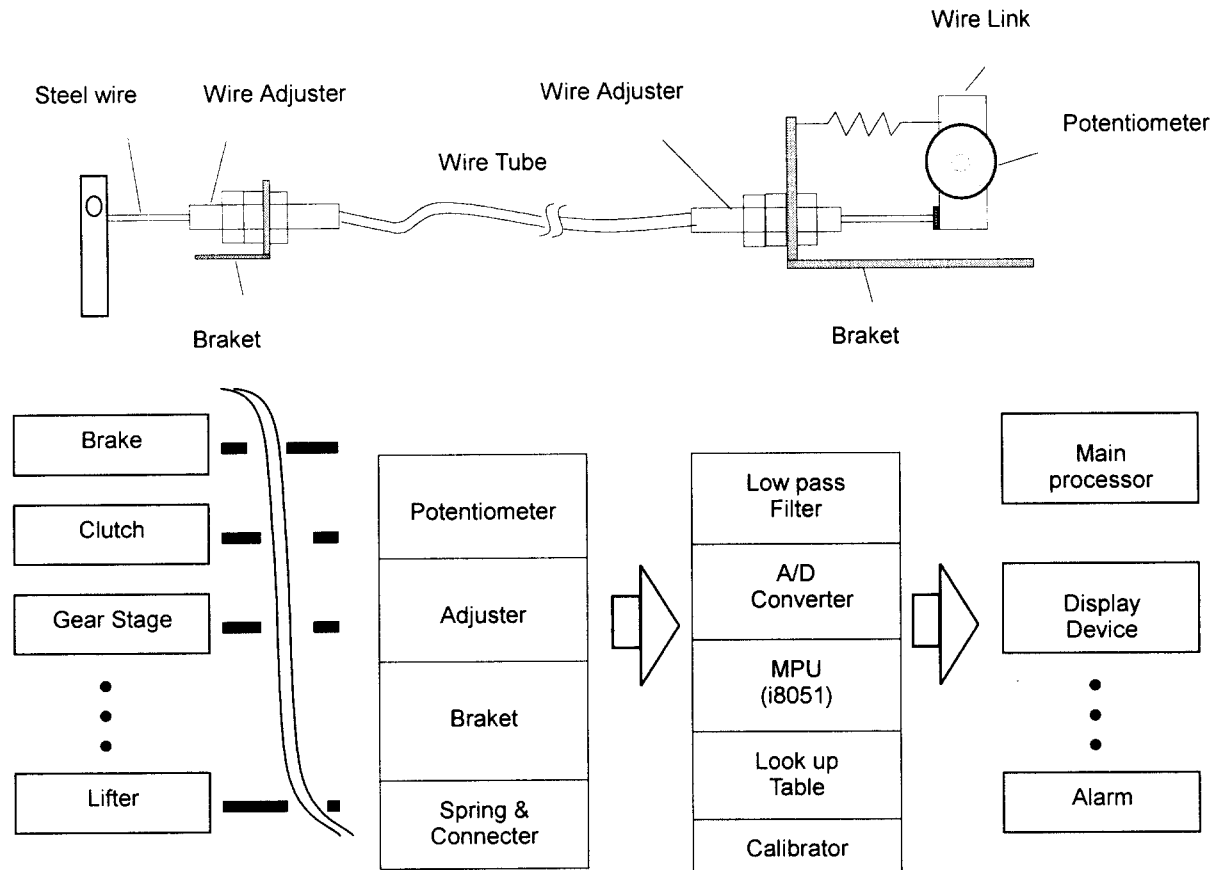 Wire Link
Steel wire
Wire Adjuster
Wire Adjuster
Potentiometer
Wire Tube
Braket
Braket
Brake
Clutch
Gear Stage
Lifter
Potentiometer
Adjuster
Braket
Spring &
Connecter
Low pass
Filter
A/D
Converter
MPU
(i8051)
Look up
Table
Calibrator
Main
processor
Display
Device
Alarm